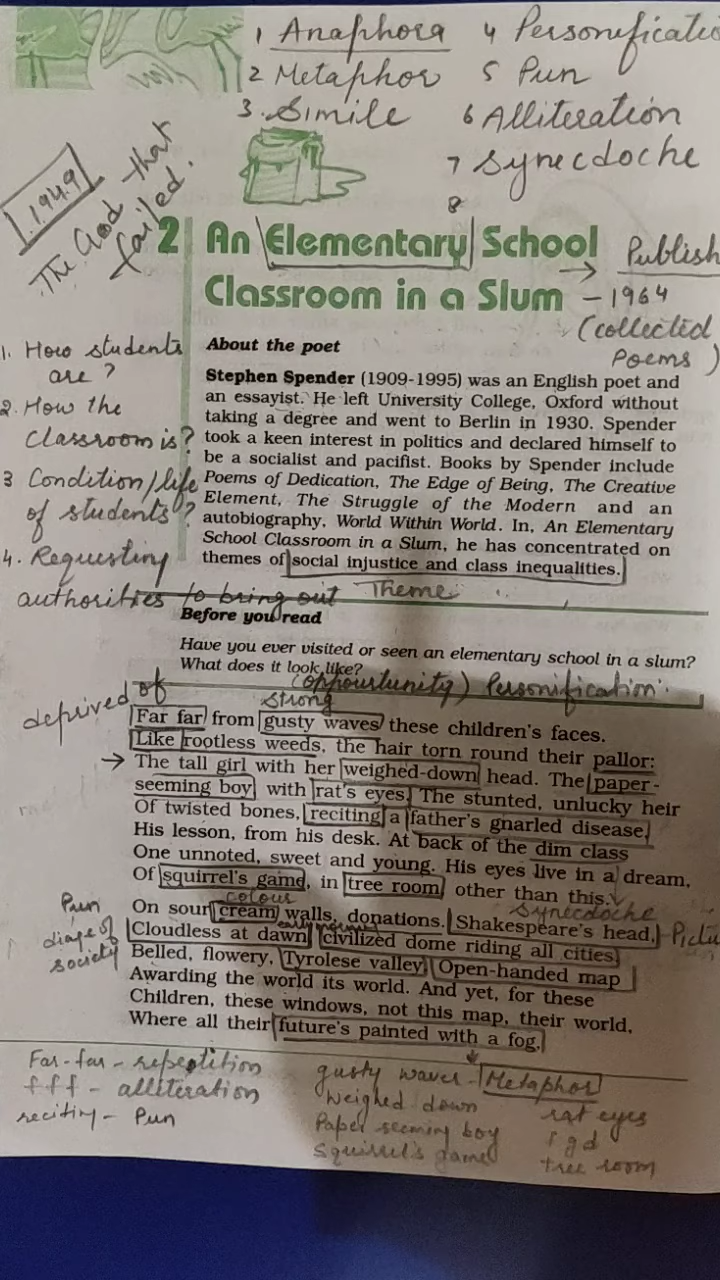 1 Anaphora
2 Metaphor
3. Simile
4 Personificatio
5 Pun
6 Alliteration
7 Synecdoche
8
1949
The God that
failed.
2 An Elementary School
Classroom in a Slum
→ Publish
– 1964
(collected
Poems)
1. How students
are ?
2. How the
classroom is?
3 Condition/life
of students?
4. Requesting
authorities to bring out
About the poet
Stephen Spender (1909-1995) was an English poet and
an essayist. He left University College, Oxford without
taking a degree and went to Berlin in 1930. Spender
took a keen interest in politics and declared himself to
be a socialist and pacifist. Books by Spender include
Poems of Dedication, The Edge of Being, The Creative
Element, The Struggle of the Modern and an
autobiography, World Within World. In, An Elementary
School Classroom in a Slum, he has concentrated on
themes of social injustice and class inequalities.
Theme
Before you read
Have you ever visited or seen an elementary school in a slum?
What does it look like?
deprived of (oppourtunity) Personification
strong
Far far from gusty waves these children's faces.
Like rootless weeds, the hair torn round their pallor:
→ The tall girl with her weighed-down head. The paper-
seeming boy, with rat's eyes. The stunted, unlucky heir
Of twisted bones, reciting a father's gnarled disease,
His lesson, from his desk. At back of the dim class
One unnoted, sweet and young. His eyes live in a dream,
Of squirrel's game, in tree room, other than this.
colour Synecdoche
On sour cream walls, donations. Shakespeare's head, Pictu
Cloudless at dawn, civilized dome riding all cities.
Belled, flowery, Tyrolese valley. Open-handed map
Awarding the world its world. And yet, for these
Children, these windows, not this map, their world,
Where all their future's painted with a fog,
Pun
society
Far-far – repetition
fff – alliteration
reciting – Pun
gusty waves – Metaphor
Weighed down
Paper seeming boy
Squirrel's game
rat eyes
fgd
tree room